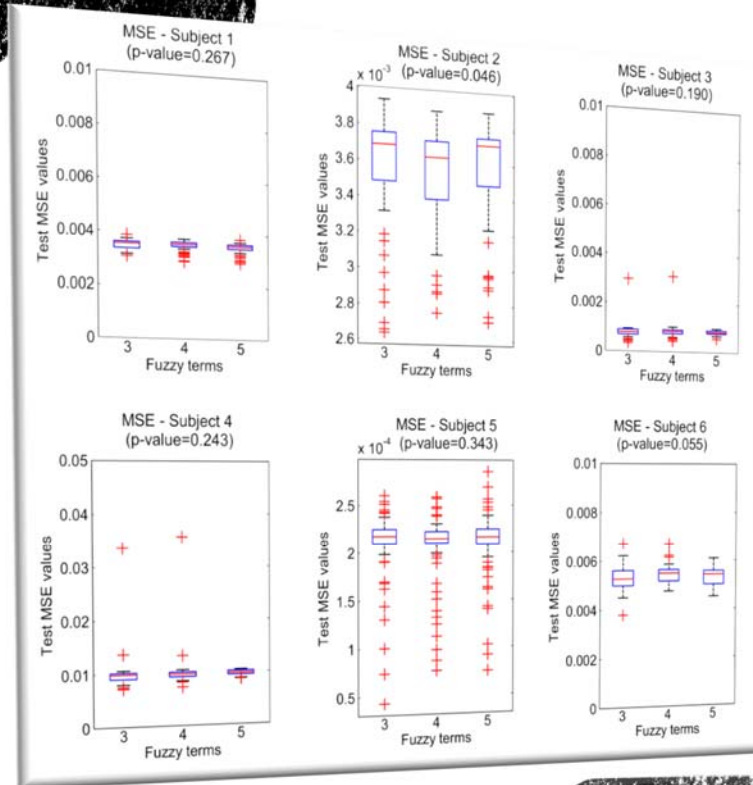 MSE - Subject 1
(p-value=0.267)
0.01
0.008
0.006
0.004
0.002
0
Test MSE values
3 4 5
Fuzzy terms
MSE - Subject 2
x 10⁻³ (p-value=0.046)
4
3.8
3.6
3.4
3.2
3
2.8
2.6
Test MSE values
3 4 5
Fuzzy terms
MSE - Subject 3
(p-value=0.190)
0.01
0.008
0.006
0.004
0.002
0
Test MSE values
3 4 5
Fuzzy terms
MSE - Subject 4
(p-value=0.243)
0.05
0.04
0.03
0.02
0.01
0
Test MSE values
3 4 5
Fuzzy terms
MSE - Subject 5
x 10⁻⁴ (p-value=0.343)
2.5
2
1.5
1
0.5
Test MSE values
3 4 5
Fuzzy terms
MSE - Subject 6
(p-value=0.055)
0.01
0.008
0.006
0.004
0.002
0
Test MSE values
3 4 5
Fuzzy terms